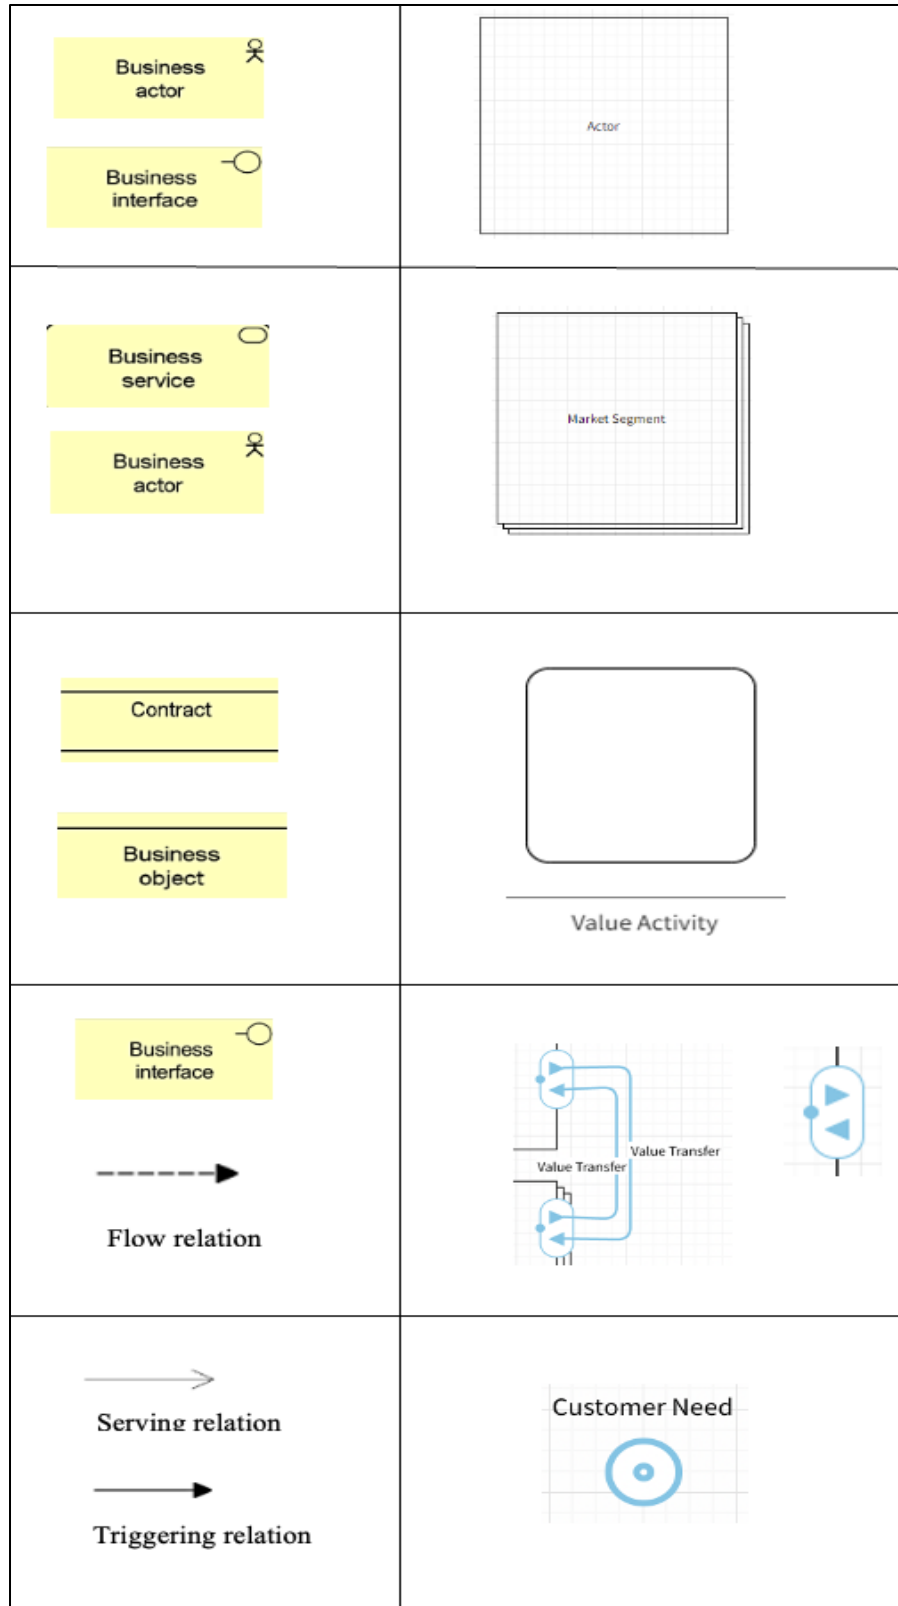 Business
actor
Business
interface
Actor
Business
service
Business
actor
Market Segment
Contract
Business
object
Value Activity
Business
interface
Flow relation
Value Transfer
Value Transfer
Serving relation
Triggering relation
Customer Need